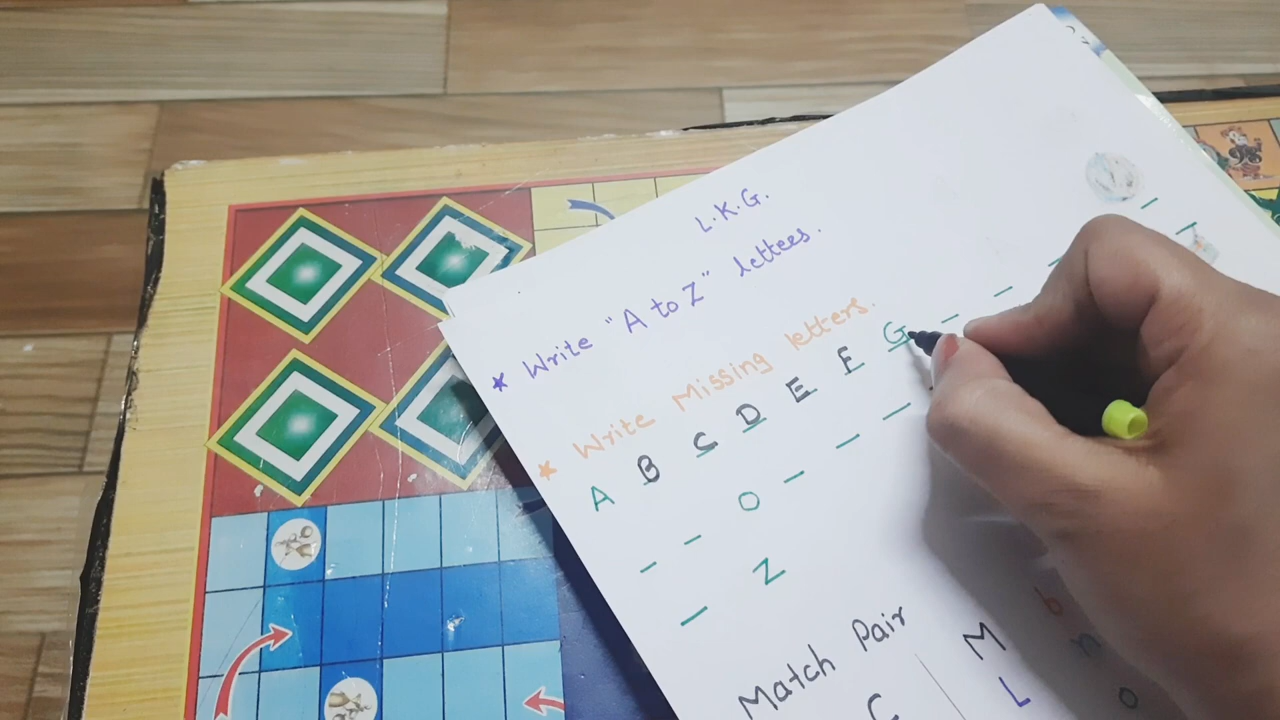 L.K.G.
* Write "A to Z" lettees.
* Write Missing letters.
A B C D E F G _ _ _ _ _
_ _ O _ _ _ _
_ Z
Match Pair
C | M b
L n
o